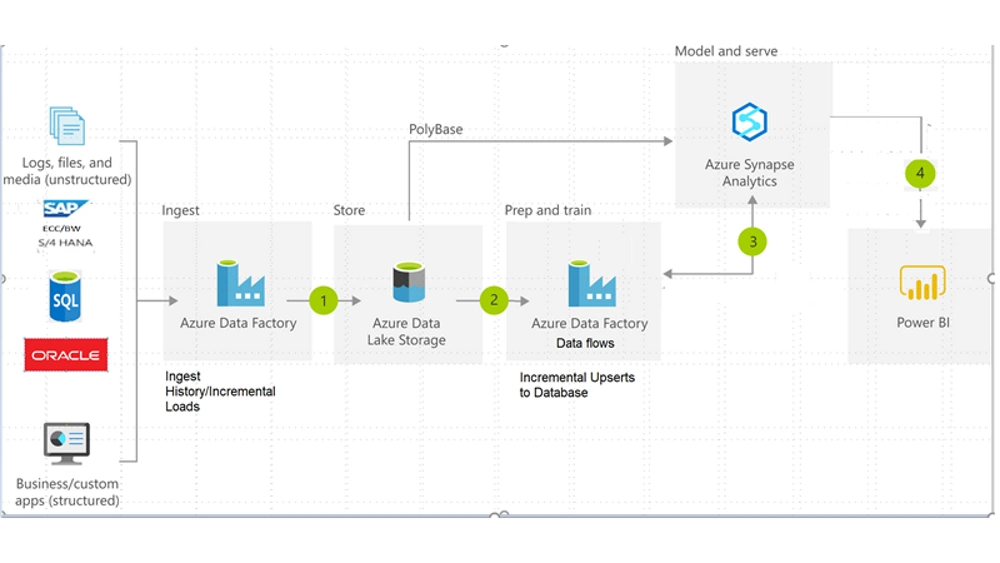 Model and serve
PolyBase
Logs, files, and
media (unstructured)
Azure Synapse
Analytics
4
SAP
ECC/BW
S/4 HANA
Ingest
Store
Prep and train
3
SQL
1
2
Azure Data Factory
Azure Data
Lake Storage
Azure Data Factory
Data flows
Power BI
ORACLE
Ingest
History/Incremental
Loads
Incremental Upserts
to Database
Business/custom
apps (structured)